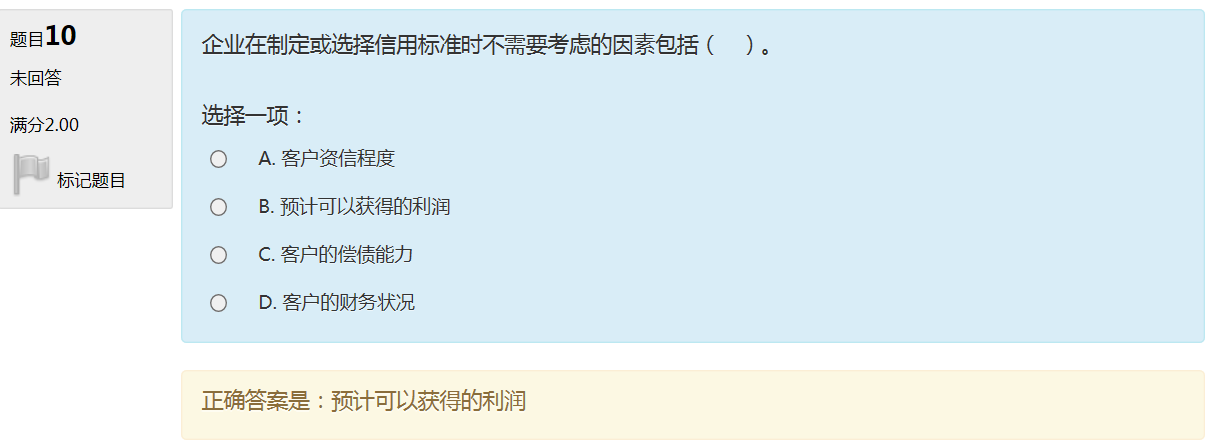 题目10
未回答
满分2.00
标记题目
企业在制定或选择信用标准时不需要考虑的因素包括（　）。
选择一项：
A. 客户资信程度
B. 预计可以获得的利润
C. 客户的偿债能力
D. 客户的财务状况
正确答案是：预计可以获得的利润